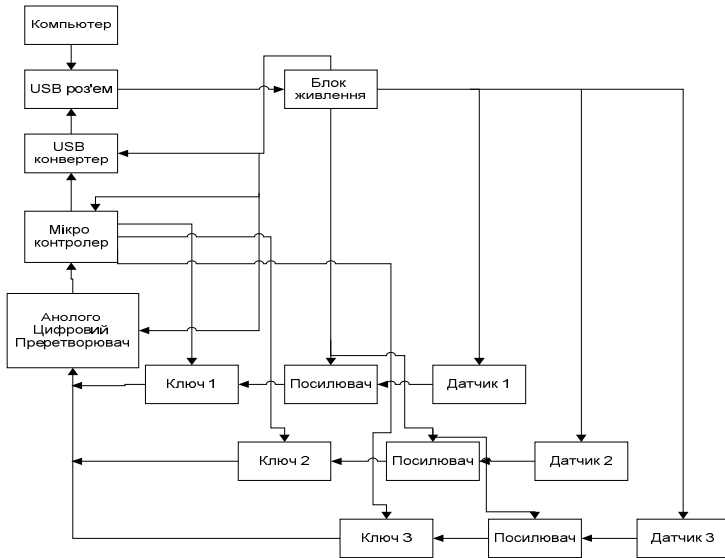 Компьютер
USB роз'ем
Блок
живлення
USB
конвертер
Мікро
контролер
Анолого
Цифровий
Преретворювач
Ключ 1
Посилювач
Датчик 1
Ключ 2
Посилювач
Датчик 2
Ключ 3
Посилювач
Датчик 3